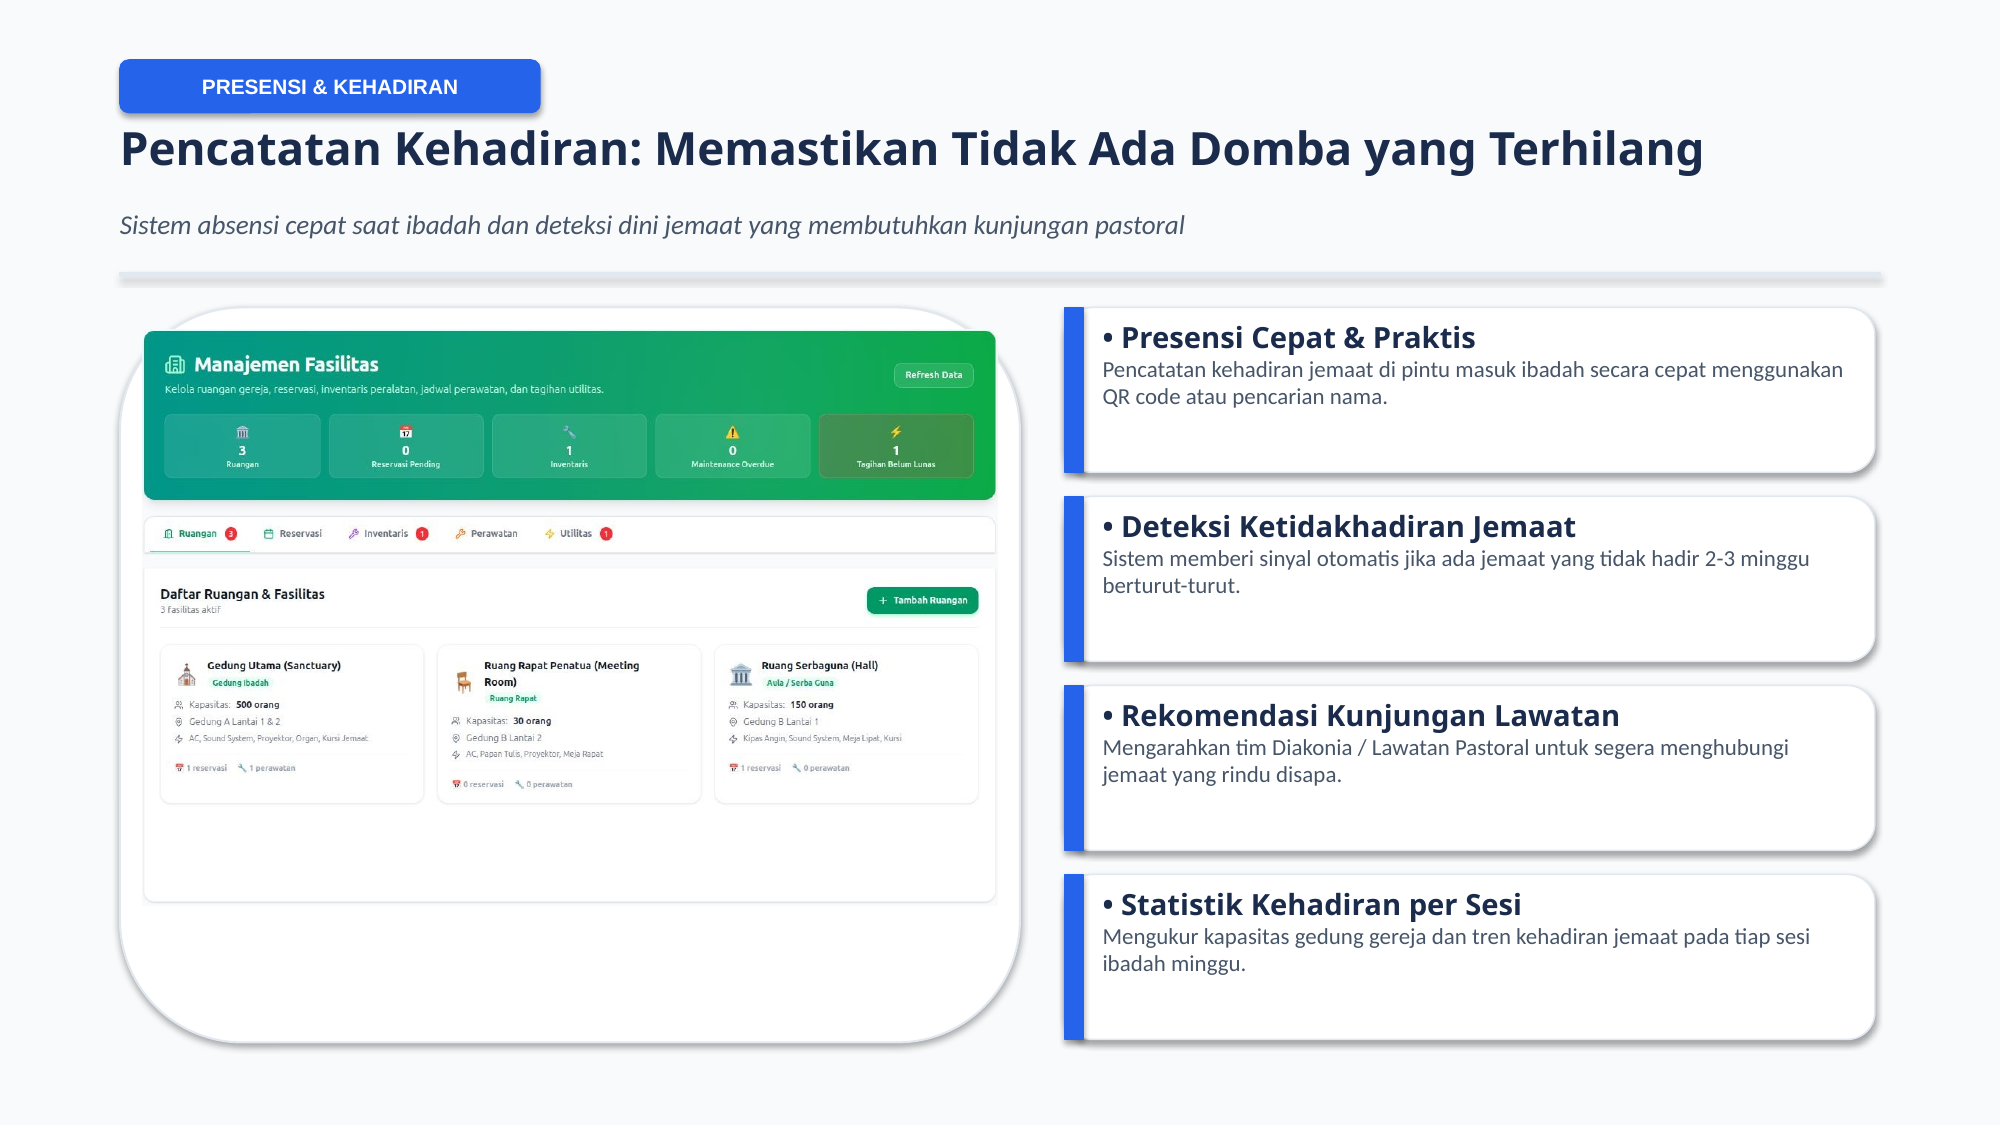 PRESENSI & KEHADIRAN
Pencatatan Kehadiran: Memastikan Tidak Ada Domba yang Terhilang
Sistem absensi cepat saat ibadah dan deteksi dini jemaat yang membutuhkan kunjungan pastoral
Manajemen Fasilitas
Kelola ruangan gereja, reservasi, inventaris peralatan, jadwal perawatan, dan tagihan utilitas.
Refresh Data
3
Ruangan
0
Reservasi Pending
1
Inventaris
0
Maintenance Overdue
1
Tagihan Belum Lunas
Ruangan 3 Reservasi Inventaris 1 Perawatan Utilitas 1
Daftar Ruangan & Fasilitas
3 fasilitas aktif
+ Tambah Ruangan
Gedung Utama (Sanctuary)
Gedung Ibadah
Kapasitas: 500 orang
Gedung A Lantai 1 & 2
AC, Sound System, Proyektor, Organ, Kursi Jemaat
1 reservasi 1 perawatan
Ruang Rapat Penatua (Meeting
Room)
Ruang Rapat
Kapasitas: 30 orang
Gedung B Lantai 2
AC, Papan Tulis, Proyektor, Meja Rapat
0 reservasi 0 perawatan
Ruang Serbaguna (Hall)
Aula / Serba Guna
Kapasitas: 150 orang
Gedung B Lantai 1
Kipas Angin, Sound System, Meja Lipat, Kursi
1 reservasi 0 perawatan
• Presensi Cepat & Praktis
Pencatatan kehadiran jemaat di pintu masuk ibadah secara cepat menggunakan
QR code atau pencarian nama.
• Deteksi Ketidakhadiran Jemaat
Sistem memberi sinyal otomatis jika ada jemaat yang tidak hadir 2-3 minggu
berturut-turut.
• Rekomendasi Kunjungan Lawatan
Mengarahkan tim Diakonia / Lawatan Pastoral untuk segera menghubungi
jemaat yang rindu disapa.
• Statistik Kehadiran per Sesi
Mengukur kapasitas gedung gereja dan tren kehadiran jemaat pada tiap sesi
ibadah minggu.